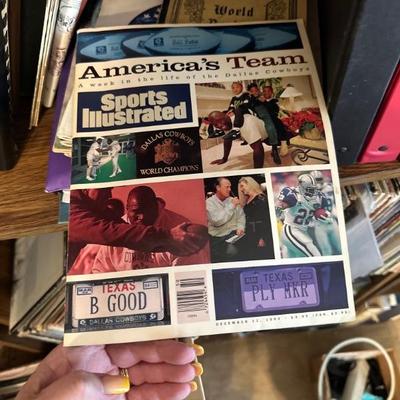 World
America's Team
A week in the life of the Dallas Cowboys
Sports
Illustrated
DALLAS COWBOYS
WORLD CHAMPIONS
TEXAS
B GOOD
DALLAS COWBOYS
TEXAS
PLY MKR